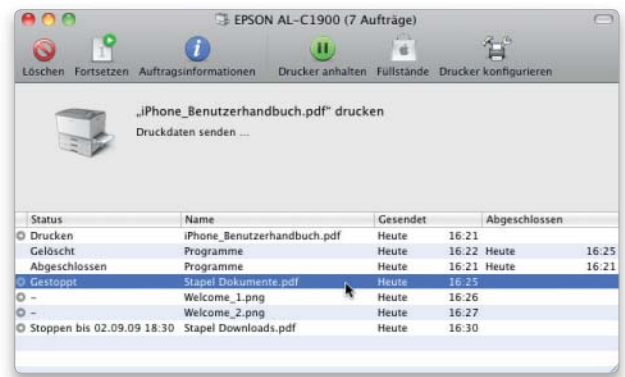 EPSON AL-C1900 (7 Aufträge)
Löschen Fortsetzen Auftragsinformationen Drucker anhalten Füllstände Drucker konfigurieren
„iPhone_Benutzerhandbuch.pdf" drucken
Druckdaten senden ...
Status Name Gesendet Abgeschlossen
Drucken iPhone_Benutzerhandbuch.pdf Heute 16:21
Gelöscht Programme Heute 16:22 Heute 16:25
Abgeschlossen Programme Heute 16:21 Heute 16:21
Gestoppt Stapel Dokumente.pdf Heute 16:25
– Welcome_1.png Heute 16:26
– Welcome_2.png Heute 16:27
Stoppen bis 02.09.09 18:30 Stapel Downloads.pdf Heute 16:30